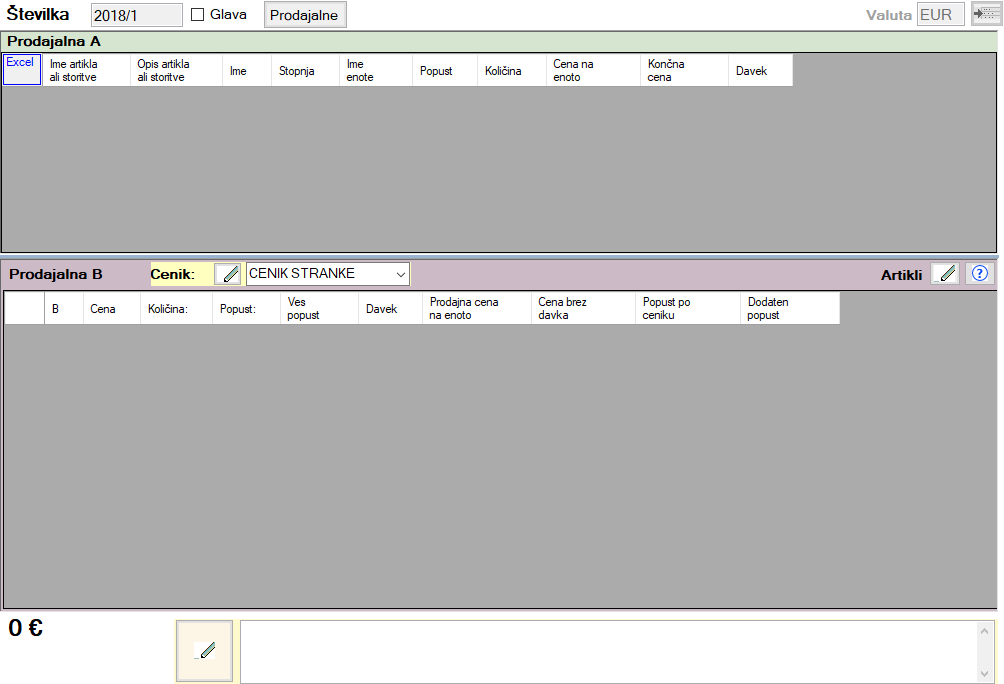 Številka 2018/1 Glava Prodajalne Valuta EUR
Prodajalna A
Excel Ime artikla ali storitve Opis artikla ali storitve Ime Stopnja Ime enote Popust Količina Cena na enoto Končna cena Davek
Prodajalna B Cenik: CENIK STRANKE Artikli ?
B Cena Količina: Popust: Ves popust Davek Prodajna cena na enoto Cena brez davka Popust po ceniku Dodaten popust
0 €